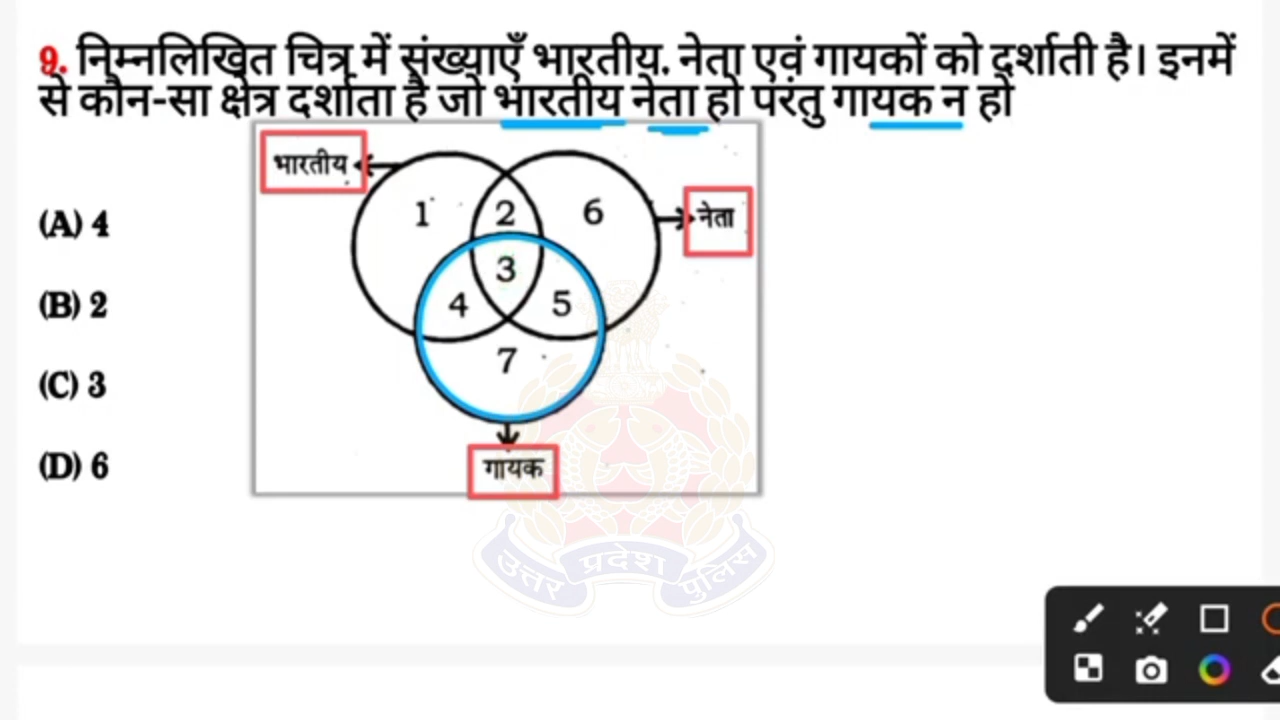 9. निम्नलिखित चित्र में संख्याएँ भारतीय. नेता एवं गायकों को दर्शाती है। इनमें
से कौन-सा क्षेत्र दर्शाता है जो भारतीय नेता हो परंतु गायक न हो
भारतीय
1
2
6
नेता
(A) 4
3
(B) 2
4
5
(C) 3
7
(D) 6
गायक
उत्तर प्रदेश पुलिस